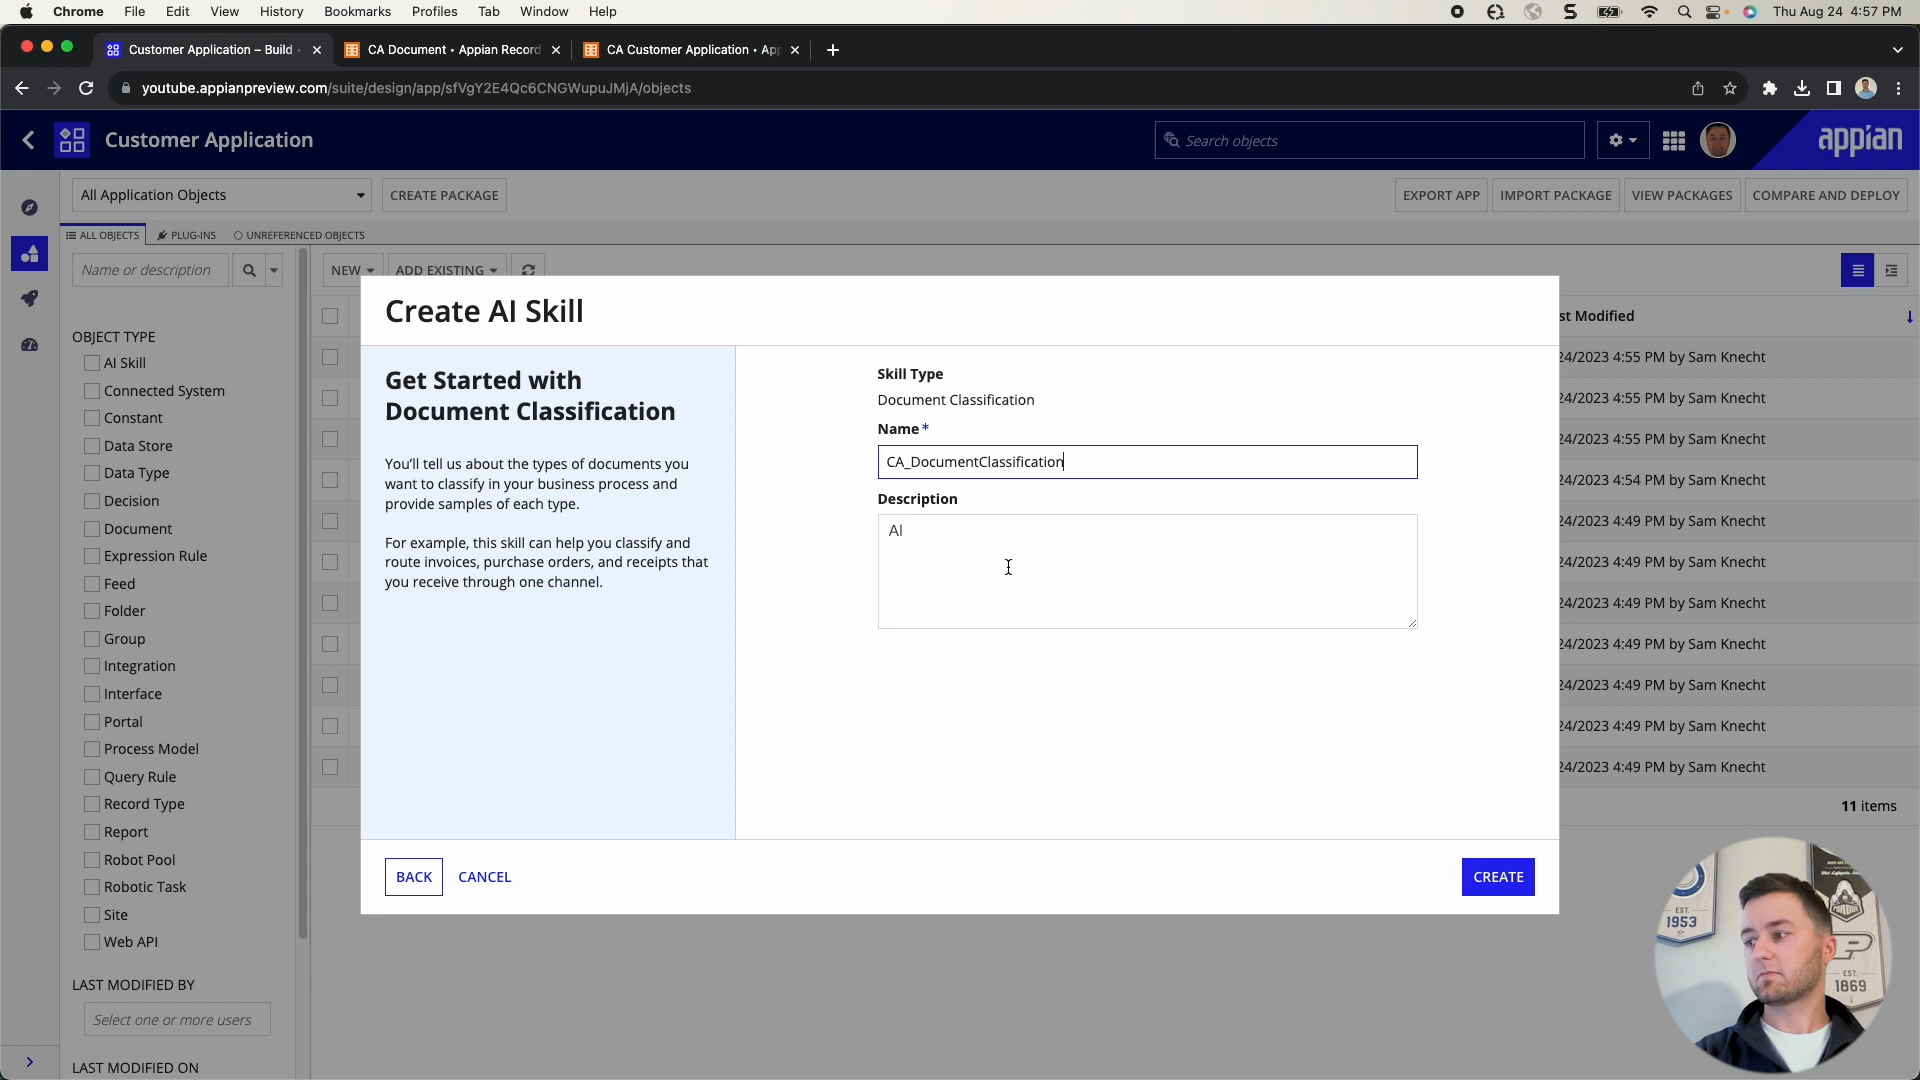 Chrome File Edit View History Bookmarks Profiles Tab Window Help
Thu Aug 24 4:57 PM
Customer Application – Build
CA Document • Appian Record
CA Customer Application • Ap
youtube.appianpreview.com/suite/design/app/sfVgY2E4Qc6CNGWupuJMjA/objects
Customer Application
Search objects
appian
All Application Objects
CREATE PACKAGE
EXPORT APP
IMPORT PACKAGE
VIEW PACKAGES
COMPARE AND DEPLOY
ALL OBJECTS
PLUG-INS
UNREFERENCED OBJECTS
Name or description
NEW
ADD EXISTING
OBJECT TYPE
AI Skill
Connected System
Constant
Data Store
Data Type
Decision
Document
Expression Rule
Feed
Folder
Group
Integration
Interface
Portal
Process Model
Query Rule
Record Type
Report
Robot Pool
Robotic Task
Site
Web API
LAST MODIFIED BY
Select one or more users
LAST MODIFIED ON
Create AI Skill
Get Started with
Document Classification
You'll tell us about the types of documents you
want to classify in your business process and
provide samples of each type.
For example, this skill can help you classify and
route invoices, purchase orders, and receipts that
you receive through one channel.
Skill Type
Document Classification
Name *
CA_DocumentClassification
Description
AI
BACK
CANCEL
CREATE
st Modified
24/2023 4:55 PM by Sam Knecht
24/2023 4:55 PM by Sam Knecht
24/2023 4:55 PM by Sam Knecht
24/2023 4:54 PM by Sam Knecht
24/2023 4:49 PM by Sam Knecht
24/2023 4:49 PM by Sam Knecht
24/2023 4:49 PM by Sam Knecht
24/2023 4:49 PM by Sam Knecht
24/2023 4:49 PM by Sam Knecht
24/2023 4:49 PM by Sam Knecht
24/2023 4:49 PM by Sam Knecht
11 items
EST.
1953
EST.
1869